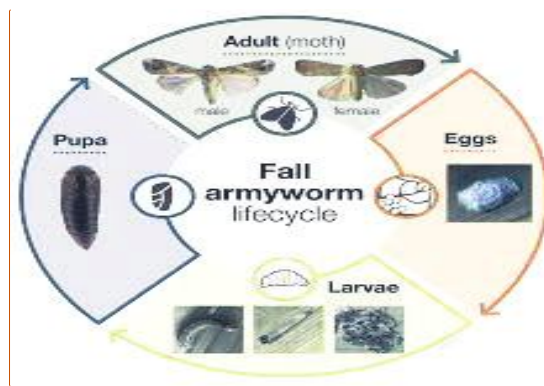 Adult (moth)
male
female
Pupa
Eggs
Fall
armyworm
lifecycle
Larvae